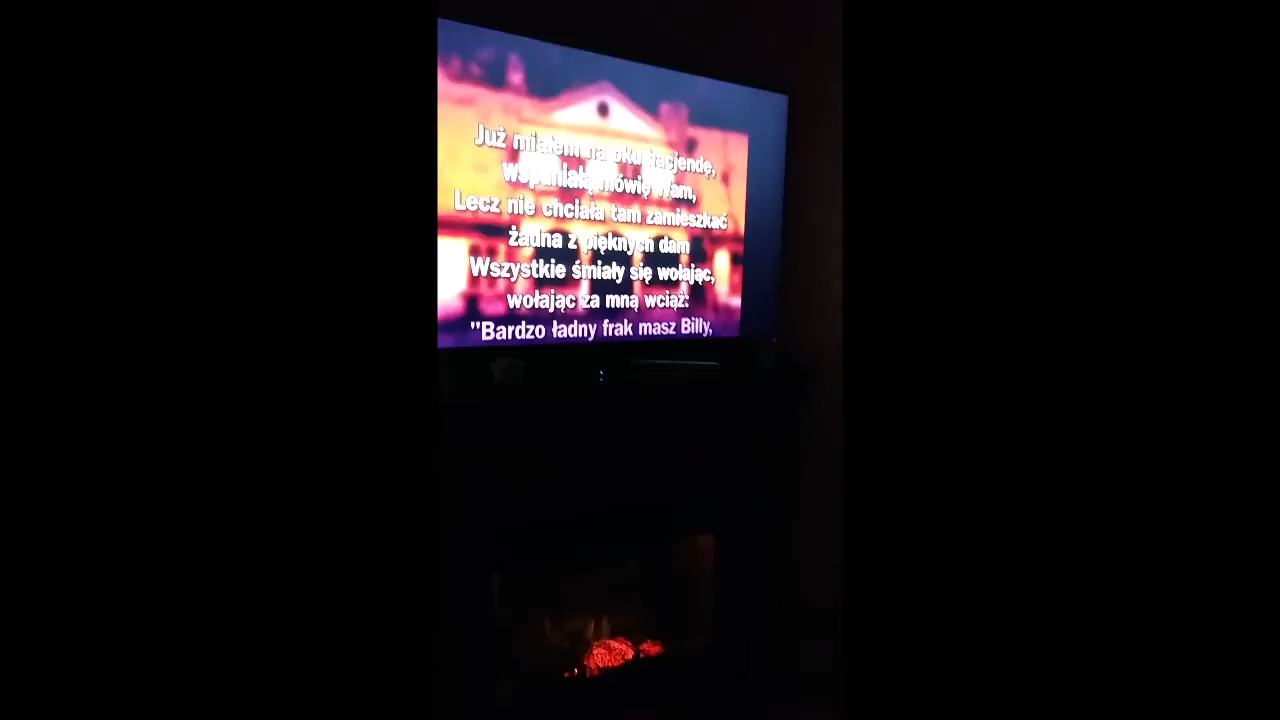 Już miałem na oku hacjendę,
wspaniałą mówię Wam,
Lecz nie chciała tam zamieszkać
żadna z pięknych dam
Wszystkie śmiały się wołając,
wołając za mną wciąż:
"Bardzo ładny frak masz Billy,